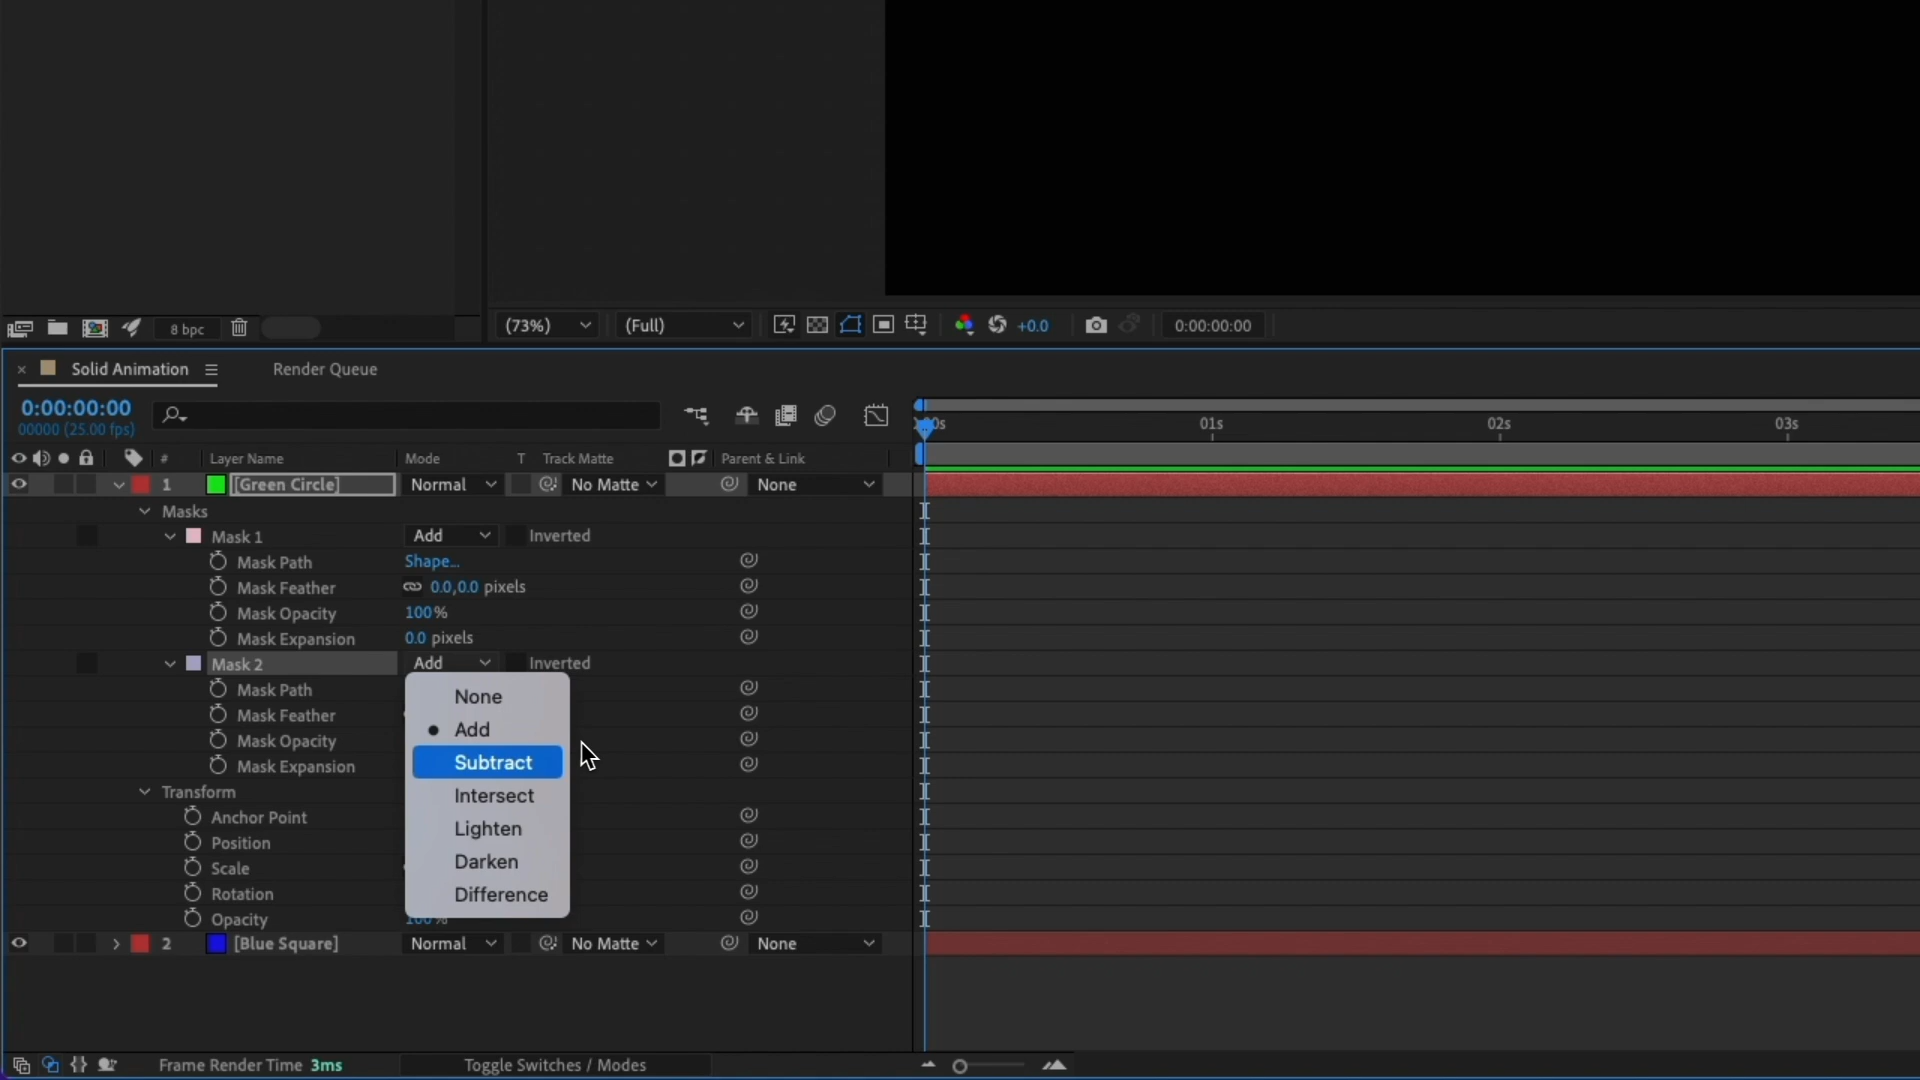 8 bpc
(73%)
(Full)
+0.0
0:00:00:00
Solid Animation
Render Queue
0:00:00:00
00000 (25.00 fps)
01s
02s
03s
# Layer Name Mode T Track Matte Parent & Link
1 [Green Circle] Normal No Matte None
Masks
Mask 1 Add Inverted
Mask Path Shape...
Mask Feather 0.0,0.0 pixels
Mask Opacity 100%
Mask Expansion 0.0 pixels
Mask 2 Add Inverted
Mask Path
Mask Feather
Mask Opacity
Mask Expansion
None
Add
Subtract
Intersect
Lighten
Darken
Difference
Transform
Anchor Point
Position
Scale
Rotation
Opacity
2 [Blue Square] Normal No Matte None
Frame Render Time 3ms
Toggle Switches / Modes